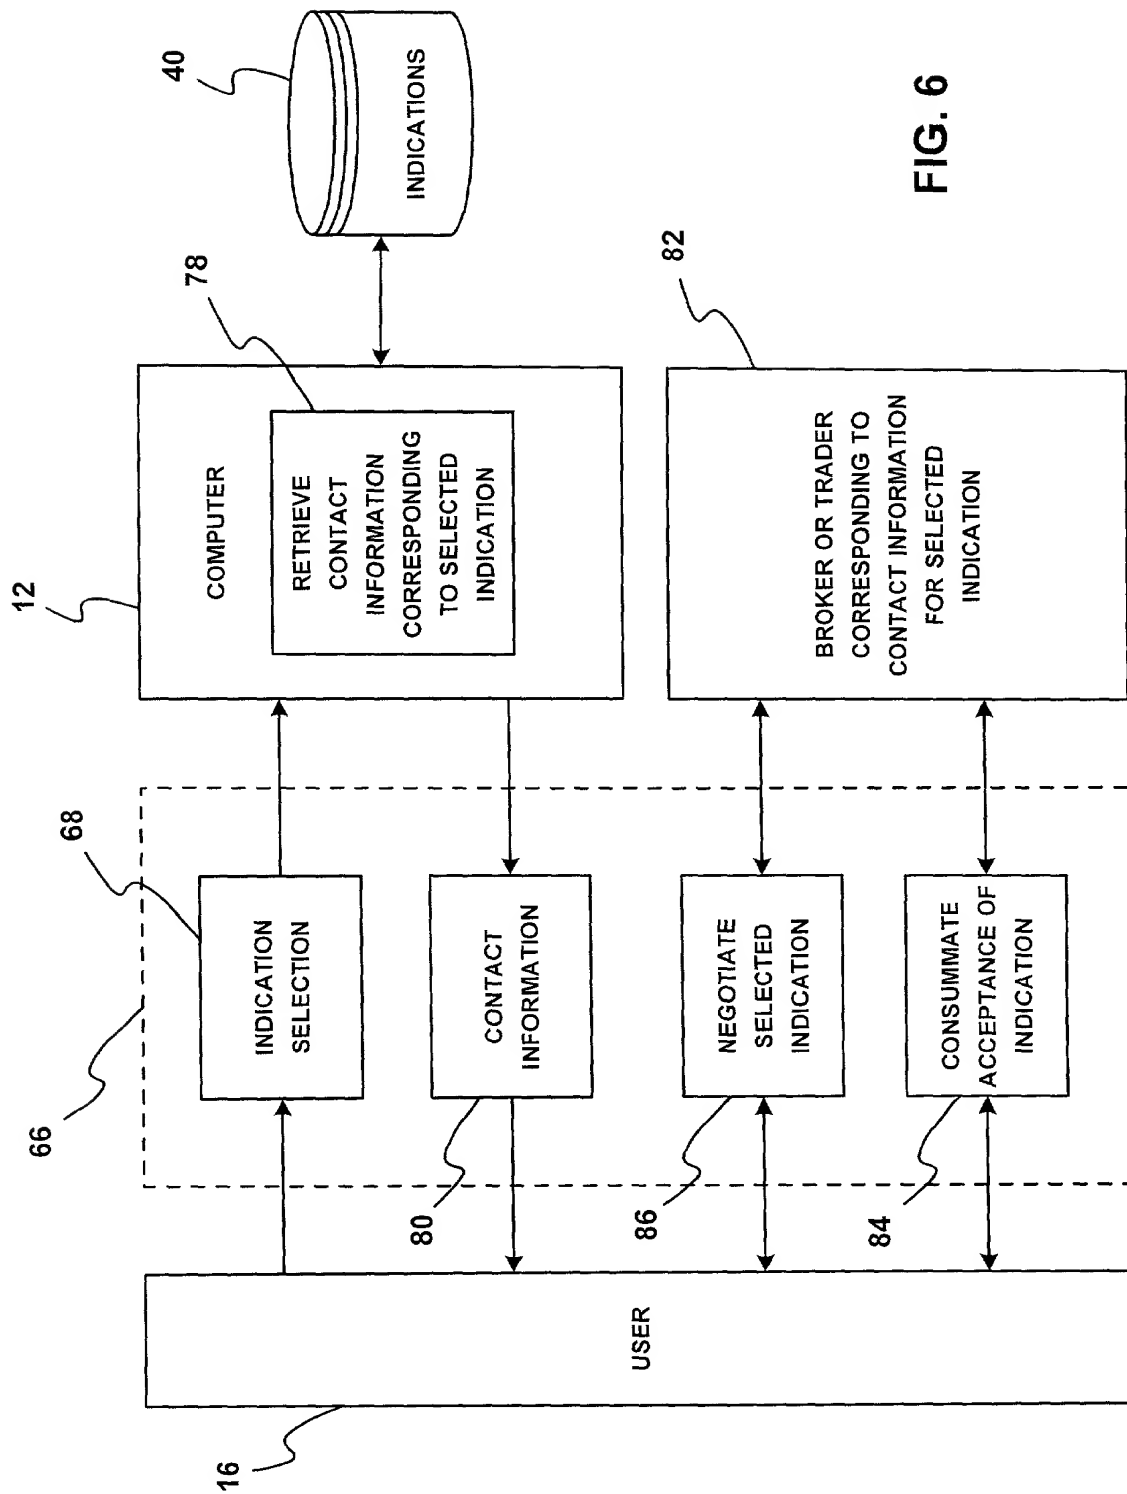 16
USER
66
68
INDICATION
SELECTION
80
CONTACT
INFORMATION
86
NEGOTIATE
SELECTED
INDICATION
84
CONSUMMATE
ACCEPTANCE OF
INDICATION
12
COMPUTER
78
RETRIEVE
CONTACT
INFORMATION
CORRESPONDING
TO SELECTED
INDICATION
40
INDICATIONS
82
BROKER OR TRADER
CORRESPONDING TO
CONTACT INFORMATION
FOR SELECTED
INDICATION
FIG. 6